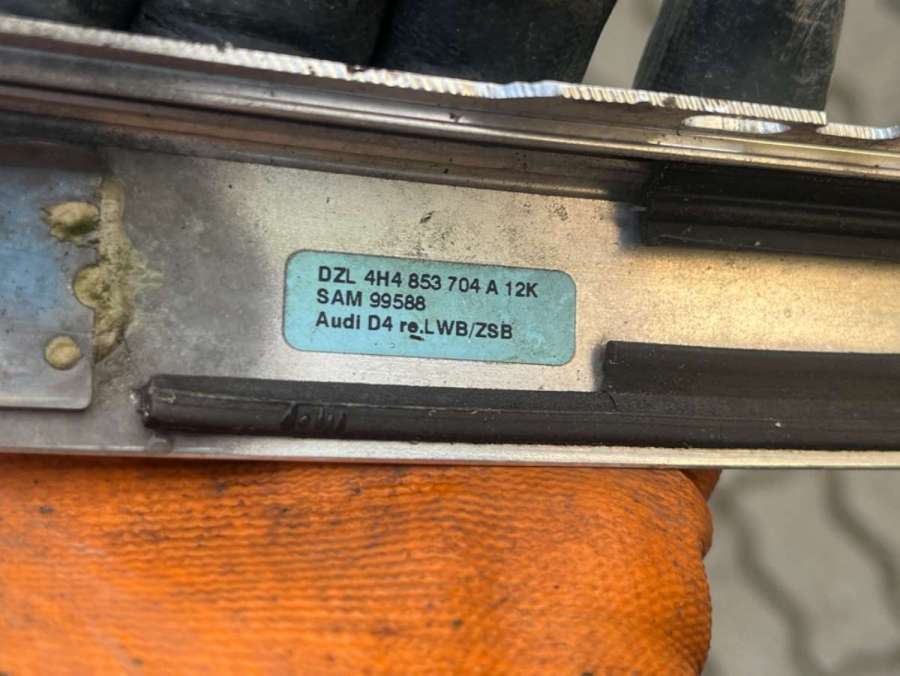 DZL 4H4 853 704 A 12K
SAM 99588
Audi D4 re.LWB/ZSB